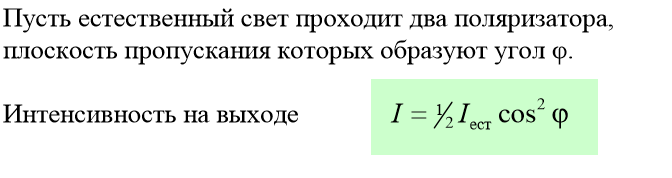 Пусть естественный свет проходит два поляризатора,
плоскость пропускания которых образуют угол φ.
Интенсивность на выходе I = ½ Iест cos² φ